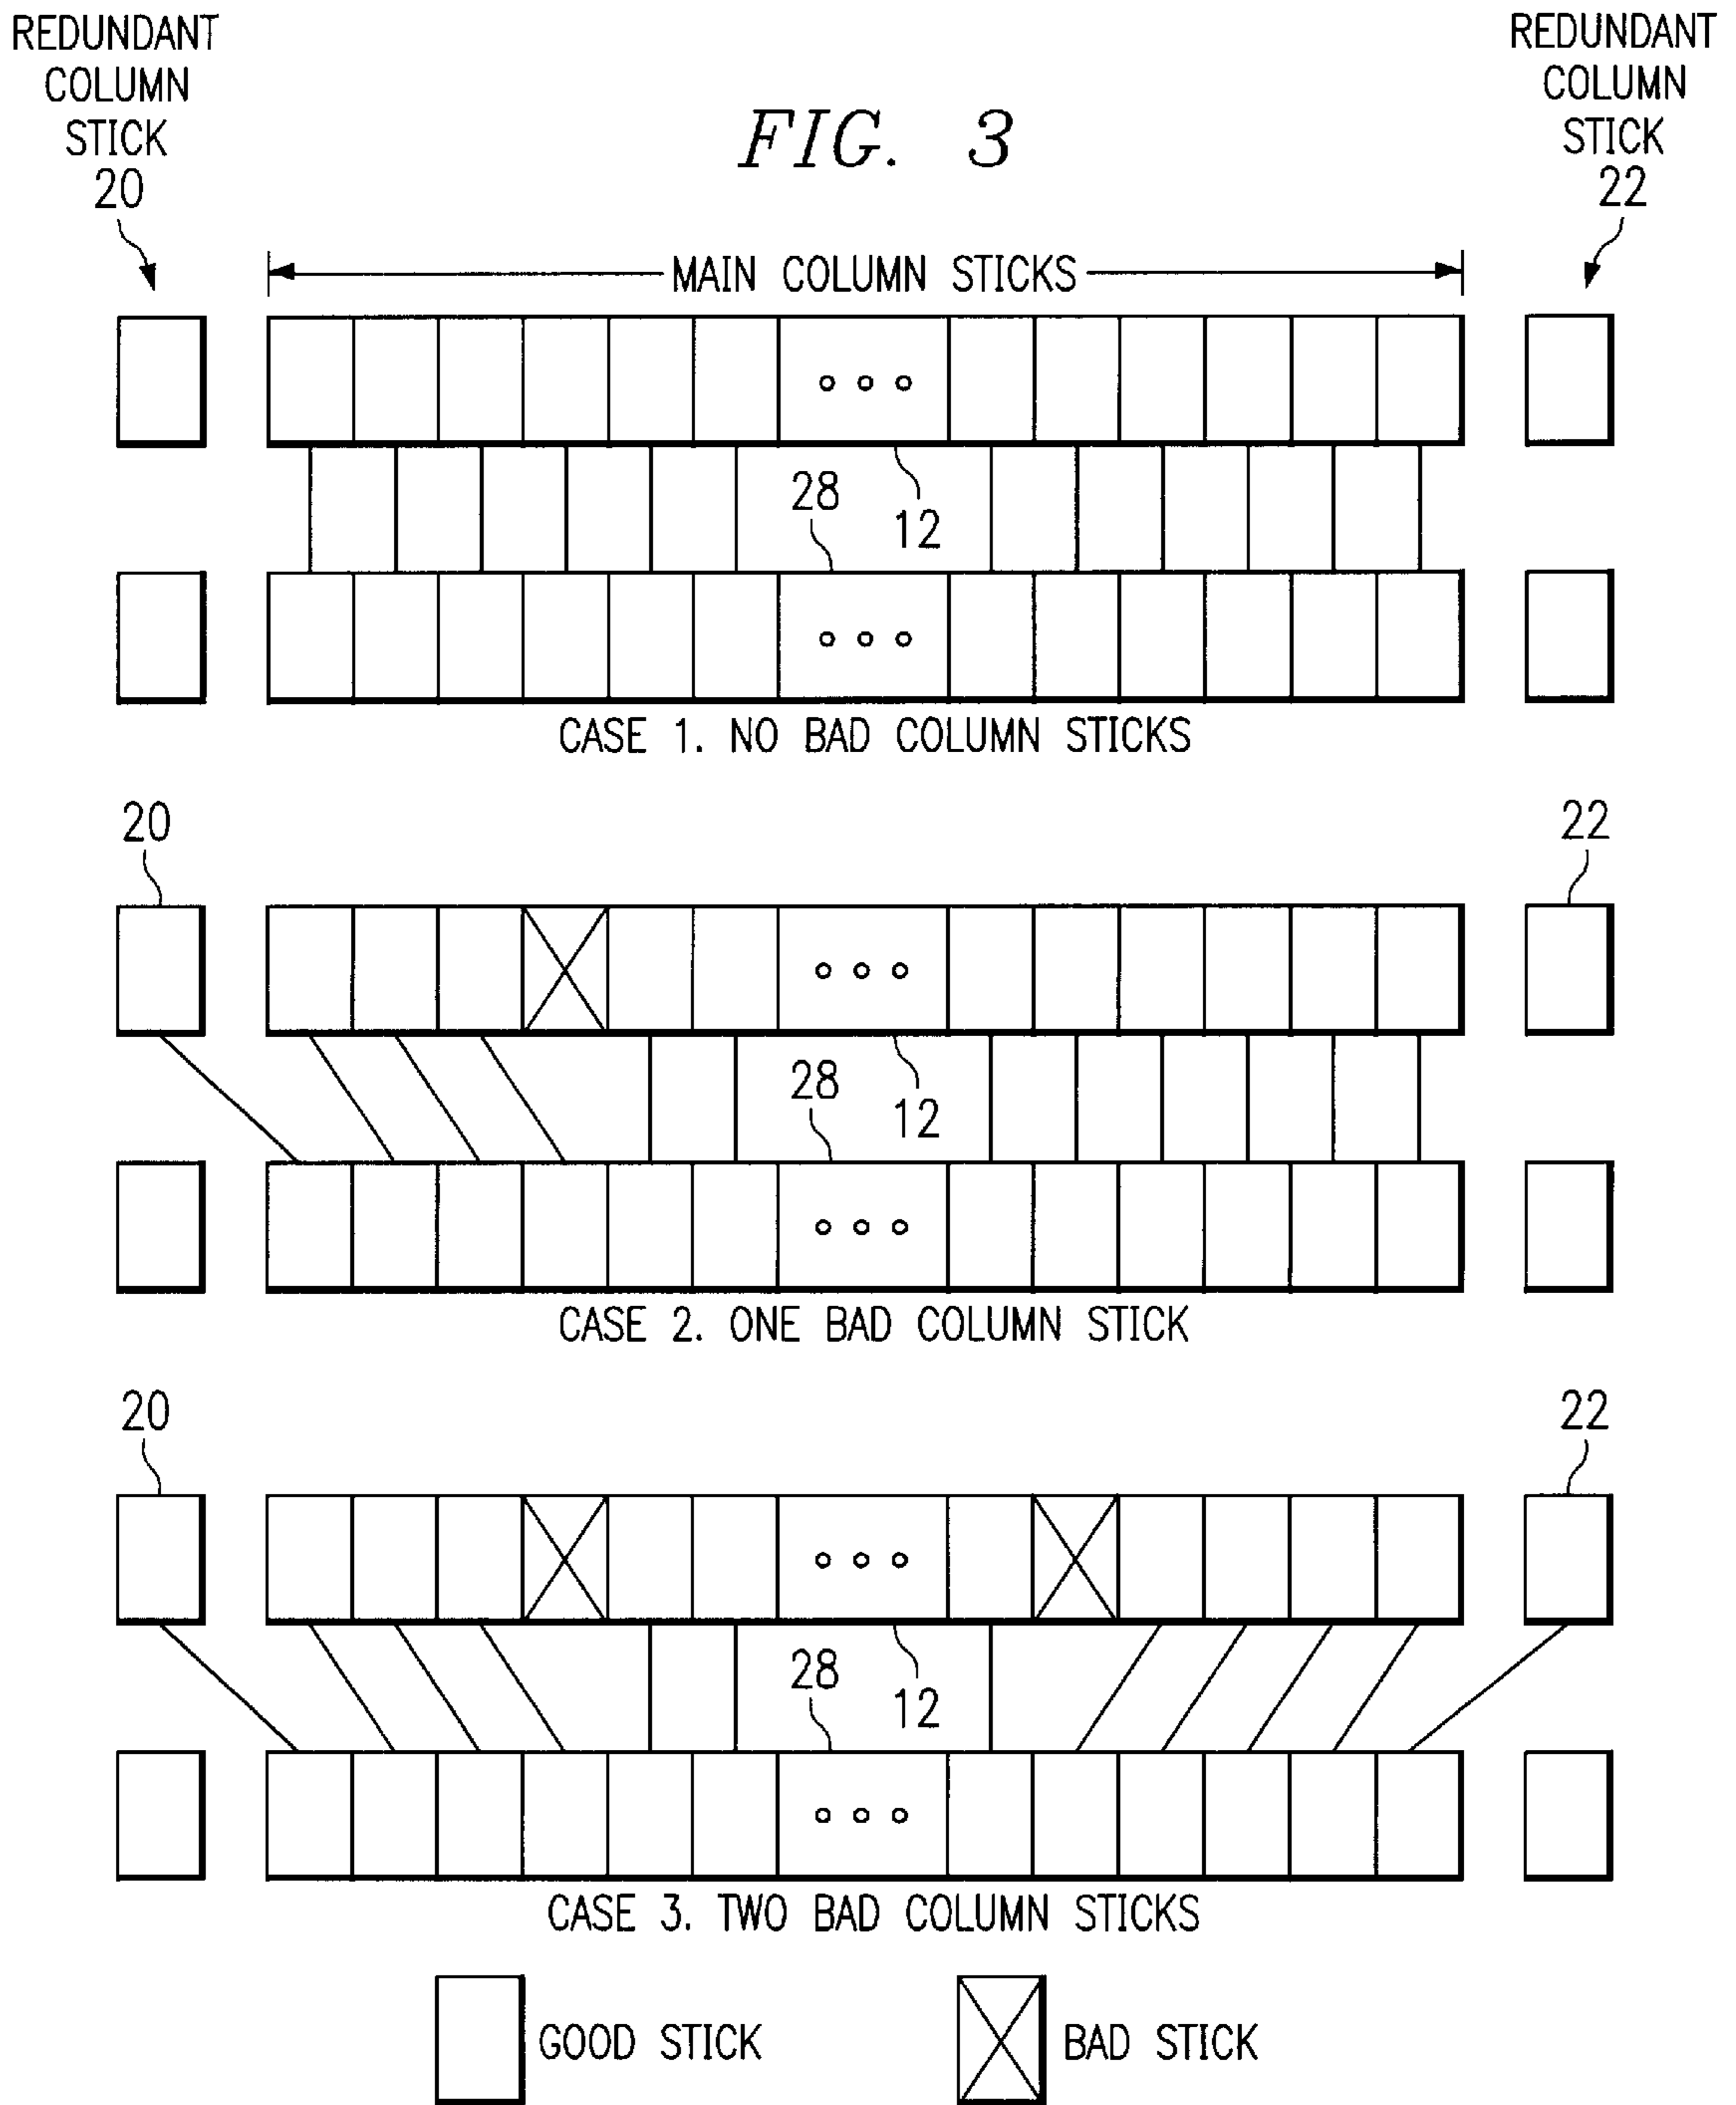 REDUNDANT
COLUMN
STICK
20
REDUNDANT
COLUMN
STICK
22
FIG. 3
MAIN COLUMN STICKS
28
12
CASE 1. NO BAD COLUMN STICKS
20
22
28
12
CASE 2. ONE BAD COLUMN STICK
20
22
28
12
CASE 3. TWO BAD COLUMN STICKS
GOOD STICK
BAD STICK